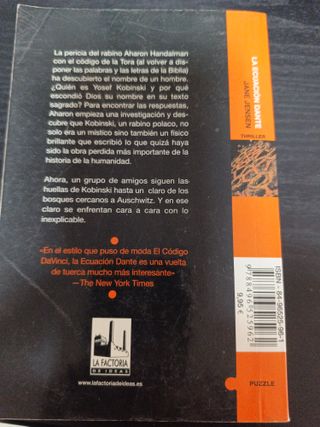 La pericia del rabino Aharon Handalman
con el código de la Tora (al volver a dis-
poner las palabras y las letras de la Biblia)
ha descubierto el nombre de un hombre.
¿Quién es Yosef Kobinski y por qué
escondió Dios su nombre en su texto
sagrado? Para encontrar las respuestas,
Aharon empieza una investigación y des-
cubre que Kobinski, un rabino polaco, no
solo era un místico sino también un físico
brillante que escribió lo que quizá haya
sido la obra perdida más importante de la
historia de la humanidad.
Ahora, un grupo de amigos siguen las
huellas de Kobinski hasta un claro de los
bosques cercanos a Auschwitz. Y en ese
claro se enfrentan cara a cara con lo
inexplicable.
«En el estilo que puso de moda El Código
DaVinci, la Ecuación Dante es una vuelta
de tuerca mucho más interesante»
— The New York Times
LA FACTORÍA
DE IDEAS
www.lafactoriadeideas.es
LA ECUACIÓN DANTE
JANE JENSEN
THRILLER
ISBN: 84-96525-96-1
9788496525962
9,95 €
PUZZLE